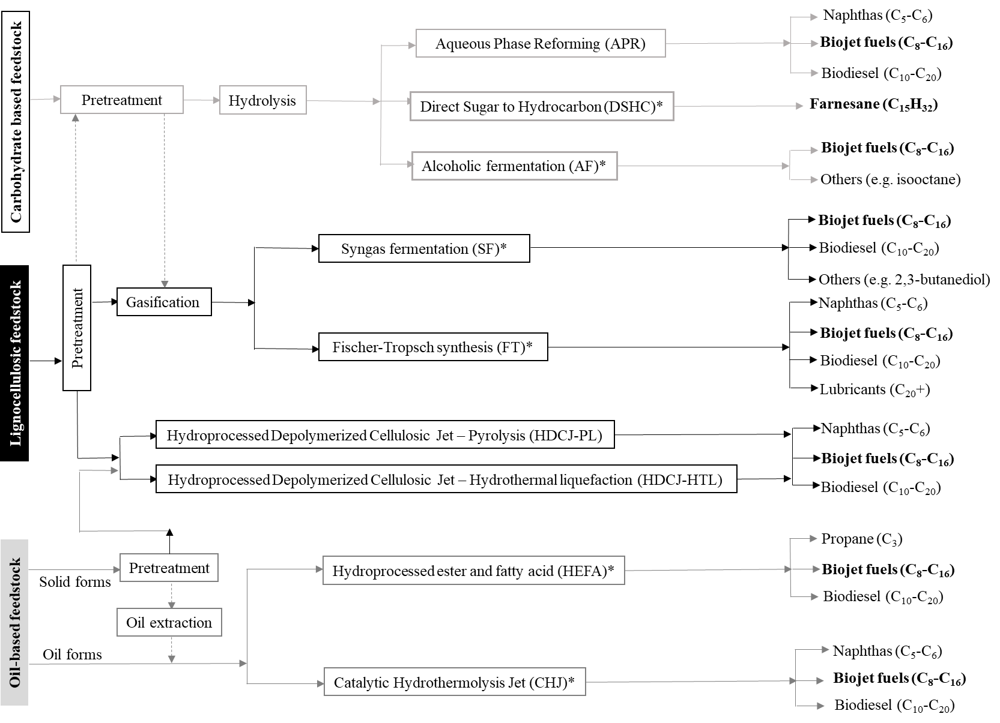 Carbohydrate based feedstock
Pretreatment
Hydrolysis
Aqueous Phase Reforming (APR)
Naphthas (C5-C6)
Biojet fuels (C8-C16)
Biodiesel (C10-C20)
Direct Sugar to Hydrocarbon (DSHC)*
Farnesane (C15H32)
Alcoholic fermentation (AF)*
Biojet fuels (C8-C16)
Others (e.g. isooctane)
Lignocellulosic feedstock
Pretreatment
Gasification
Syngas fermentation (SF)*
Biojet fuels (C8-C16)
Biodiesel (C10-C20)
Others (e.g. 2,3-butanediol)
Fischer-Tropsch synthesis (FT)*
Naphthas (C5-C6)
Biojet fuels (C8-C16)
Biodiesel (C10-C20)
Lubricants (C20+)
Hydroprocessed Depolymerized Cellulosic Jet – Pyrolysis (HDCJ-PL)
Hydroprocessed Depolymerized Cellulosic Jet – Hydrothermal liquefaction (HDCJ-HTL)
Naphthas (C5-C6)
Biojet fuels (C8-C16)
Biodiesel (C10-C20)
Oil-based feedstock
Solid forms
Pretreatment
Oil extraction
Oil forms
Hydroprocessed ester and fatty acid (HEFA)*
Propane (C3)
Biojet fuels (C8-C16)
Biodiesel (C10-C20)
Catalytic Hydrothermolysis Jet (CHJ)*
Naphthas (C5-C6)
Biojet fuels (C8-C16)
Biodiesel (C10-C20)